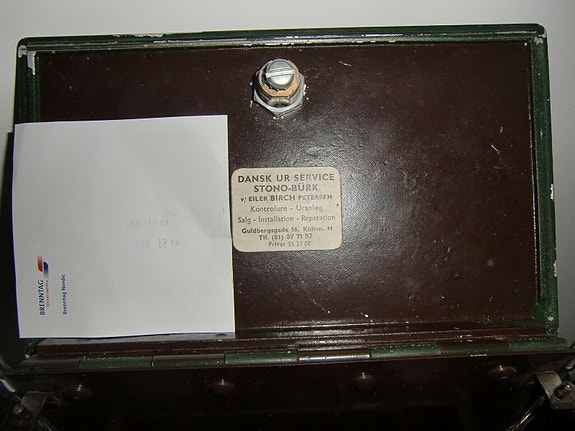 DANSK UR SERVICE
STONO-BÜRK
v/ EILER BIRCH PETERSEN
Kontrolure - Uranlæg
Salg - Installation - Reparation
Guldbergsgade 16, Kbhvn. N
Tlf. (01) 37 71 57
Privat 55 37 07
BRENNTAG
Brenntag Nordic